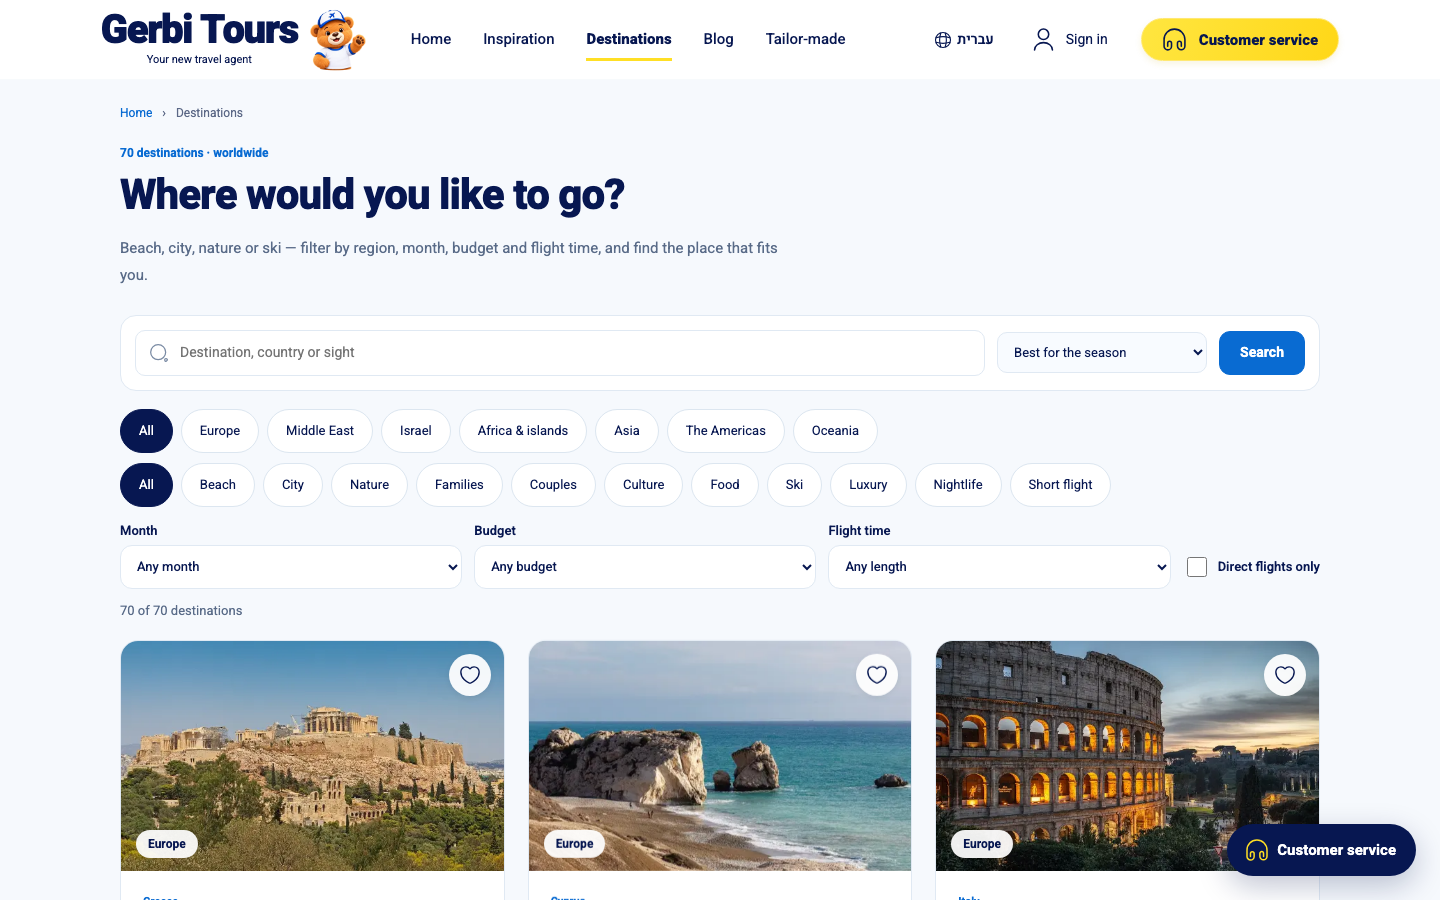 Gerbi Tours
Your new travel agent
Home
Inspiration
Destinations
Blog
Tailor-made
עברית
Sign in
Customer service
Home › Destinations
70 destinations · worldwide
Where would you like to go?
Beach, city, nature or ski — filter by region, month, budget and flight time, and find the place that fits
you.
Destination, country or sight
Best for the season
Search
All
Europe
Middle East
Israel
Africa & islands
Asia
The Americas
Oceania
All
Beach
City
Nature
Families
Couples
Culture
Food
Ski
Luxury
Nightlife
Short flight
Month
Budget
Flight time
Any month
Any budget
Any length
Direct flights only
70 of 70 destinations
Europe
Europe
Europe
Customer service